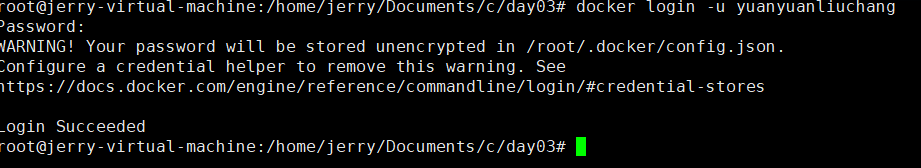 root@jerry-virtual-machine:/home/jerry/Documents/c/day03# docker login -u yuanyuanliuchang
Password:
WARNING! Your password will be stored unencrypted in /root/.docker/config.json.
Configure a credential helper to remove this warning. See
https://docs.docker.com/engine/reference/commandline/login/#credential-stores
Login Succeeded
root@jerry-virtual-machine:/home/jerry/Documents/c/day03#